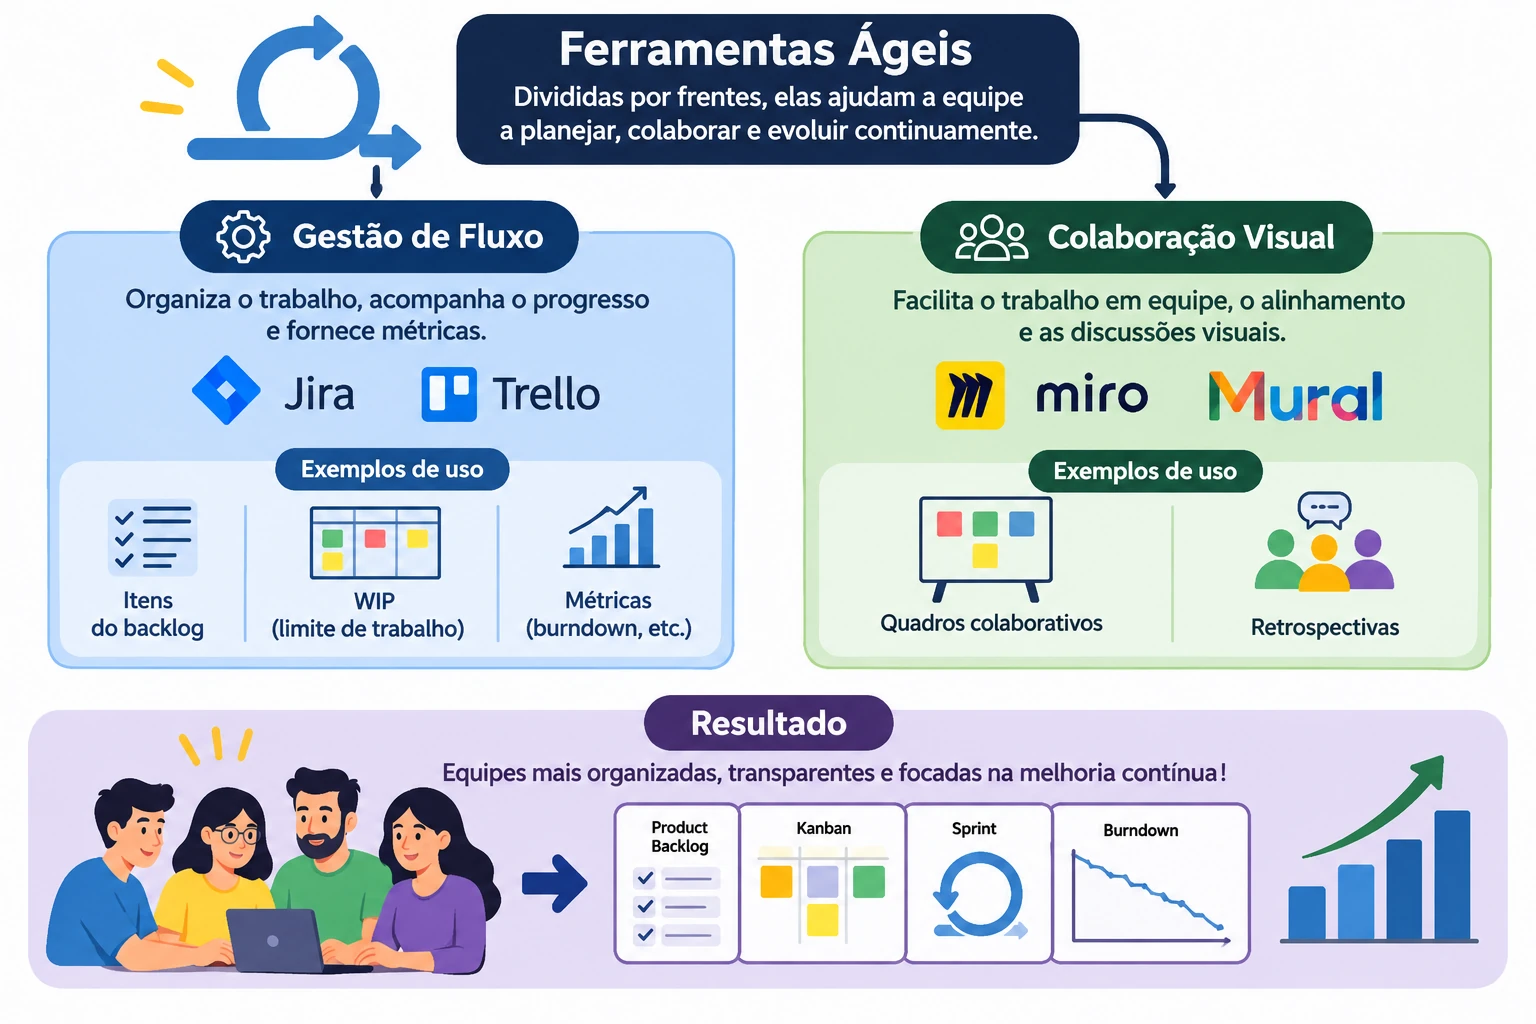 Ferramentas Ágeis
Divididas por frentes, elas ajudam a equipe
a planejar, colaborar e evoluir continuamente.
Gestão de Fluxo
Organiza o trabalho, acompanha o progresso
e fornece métricas.
Jira
Trello
Exemplos de uso
Itens
do backlog
WIP
(limite de trabalho)
Métricas
(burndown, etc.)
Colaboração Visual
Facilita o trabalho em equipe, o alinhamento
e as discussões visuais.
miro
Mural
Exemplos de uso
Quadros colaborativos
Retrospectivas
Resultado
Equipes mais organizadas, transparentes e focadas na melhoria contínua!
Product
Backlog
Kanban
Sprint
Burndown